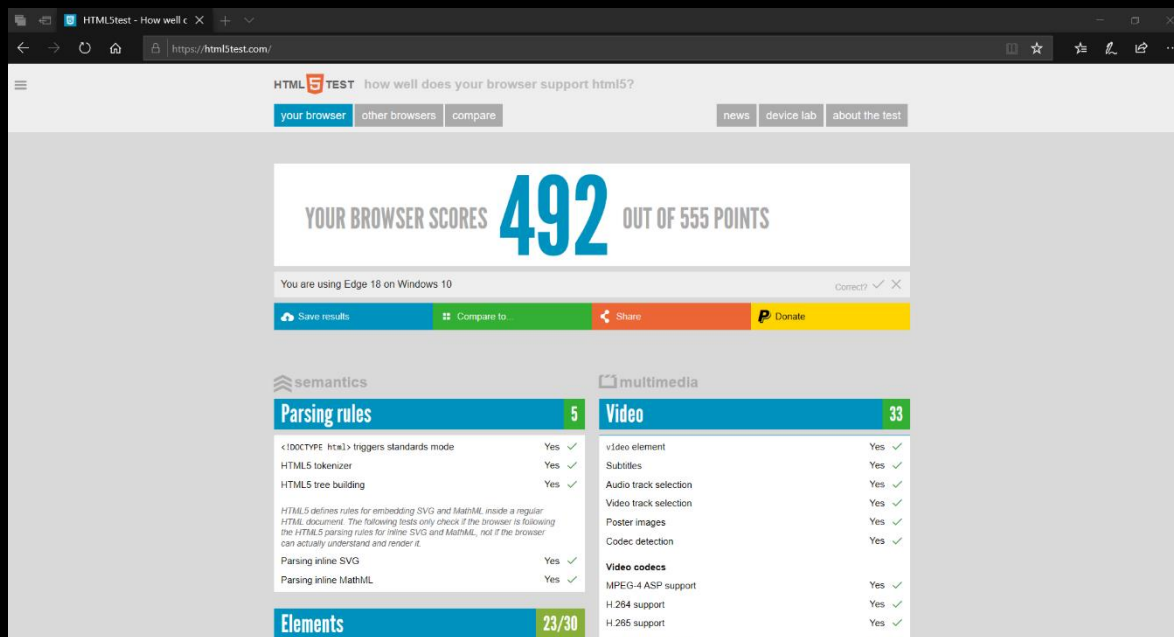 HTML5test - How well c
https://html5test.com/
HTML 5 TEST how well does your browser support html5?
your browser other browsers compare news device lab about the test
YOUR BROWSER SCORES 492 OUT OF 555 POINTS
You are using Edge 18 on Windows 10 Correct?
Save results Compare to... Share Donate
semantics
Parsing rules 5
<!DOCTYPE html> triggers standards mode Yes
HTML5 tokenizer Yes
HTML5 tree building Yes
HTML5 defines rules for embedding SVG and MathML inside a regular
HTML document. The following tests only check if the browser is following
the HTML5 parsing rules for inline SVG and MathML, not if the browser
can actually understand and render it.
Parsing inline SVG Yes
Parsing inline MathML Yes
Elements 23/30
multimedia
Video 33
video element Yes
Subtitles Yes
Audio track selection Yes
Video track selection Yes
Poster images Yes
Codec detection Yes
Video codecs
MPEG-4 ASP support Yes
H.264 support Yes
H.265 support Yes